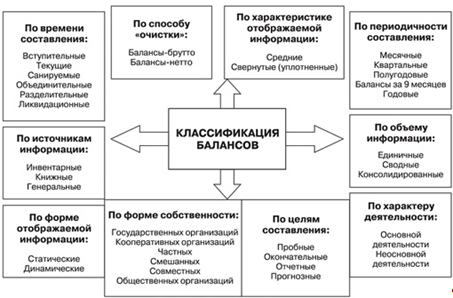 По времени
составления:
Вступительные
Текущие
Санируемые
Объединительные
Разделительные
Ликвидационные
По способу
"очистки":
Балансы-брутто
Балансы-нетто
По характеристике
отображаемой
информации:
Средние
Свернутые (уплотненные)
По периодичности
составления:
Месячные
Квартальные
Полугодовые
Балансы за 9 месяцев
Годовые
По источникам
информации:
Инвентарные
Книжные
Генеральные
КЛАССИФИКАЦИЯ
БАЛАНСОВ
По объему
информации:
Единичные
Сводные
Консолидированные
По форме
отображаемой
информации:
Статические
Динамические
По форме собственности:
Государственных организаций
Кооперативных организаций
Частных
Смешанных
Совместных
Общественных организаций
По целям
составления:
Пробные
Окончательные
Отчетные
Прогнозные
По характеру
деятельности:
Основной
деятельности
Неосновной
деятельности